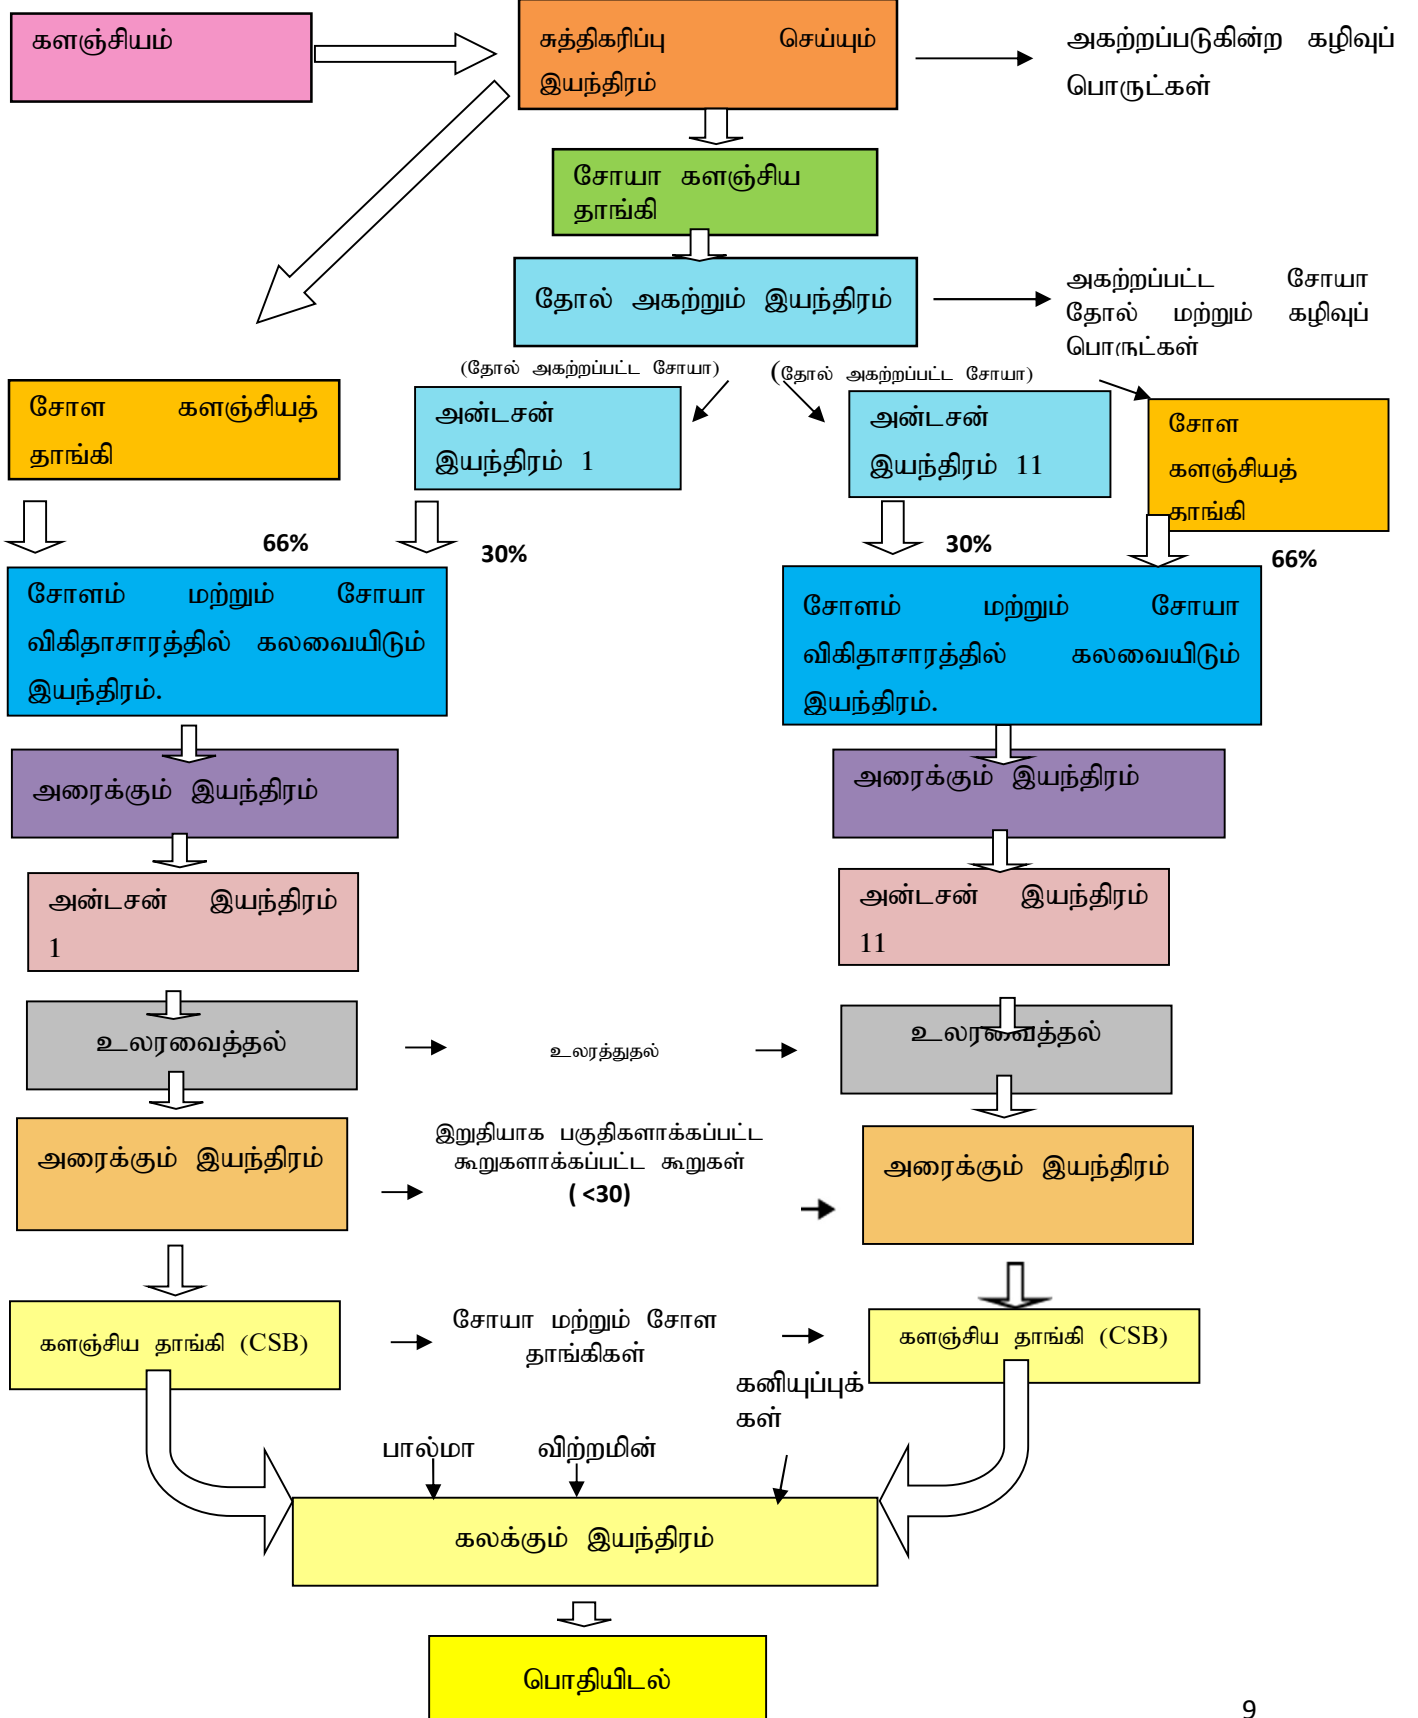 களஞ்சியம்
சுத்திகரிப்பு செய்யும்
இயந்திரம்
அகற்றப்படுகின்ற கழிவுப்
பொருட்கள்
சோயா களஞ்சிய
தாங்கி
தோல் அகற்றும் இயந்திரம்
அகற்றப்பட்ட சோயா
தோல் மற்றும் கழிவுப்
பொருட்கள்
(தோல் அகற்றப்பட்ட சோயா)
(தோல் அகற்றப்பட்ட சோயா)
சோள களஞ்சியத்
தாங்கி
அன்டசன்
இயந்திரம் 1
அன்டசன்
இயந்திரம் 11
சோள
களஞ்சியத்
தாங்கி
66%
30%
30%
66%
சோளம் மற்றும் சோயா
விகிதாசாரத்தில் கலவையிடும்
இயந்திரம்.
சோளம் மற்றும் சோயா
விகிதாசாரத்தில் கலவையிடும்
இயந்திரம்.
அரைக்கும் இயந்திரம்
அரைக்கும் இயந்திரம்
அன்டசன் இயந்திரம்
1
அன்டசன் இயந்திரம்
11
உலரவைத்தல்
உலரத்துதல்
உலரவைத்தல்
அரைக்கும் இயந்திரம்
இறுதியாக பகுதிகளாக்கப்பட்ட
கூறுகளாக்கப்பட்ட கூறுகள்
( <30)
அரைக்கும் இயந்திரம்
களஞ்சிய தாங்கி (CSB)
சோயா மற்றும் சோள
தாங்கிகள்
களஞ்சிய தாங்கி (CSB)
கனியுப்புக்
கள்
பால்மா
விற்றமின்
கலக்கும் இயந்திரம்
பொதியிடல்
9